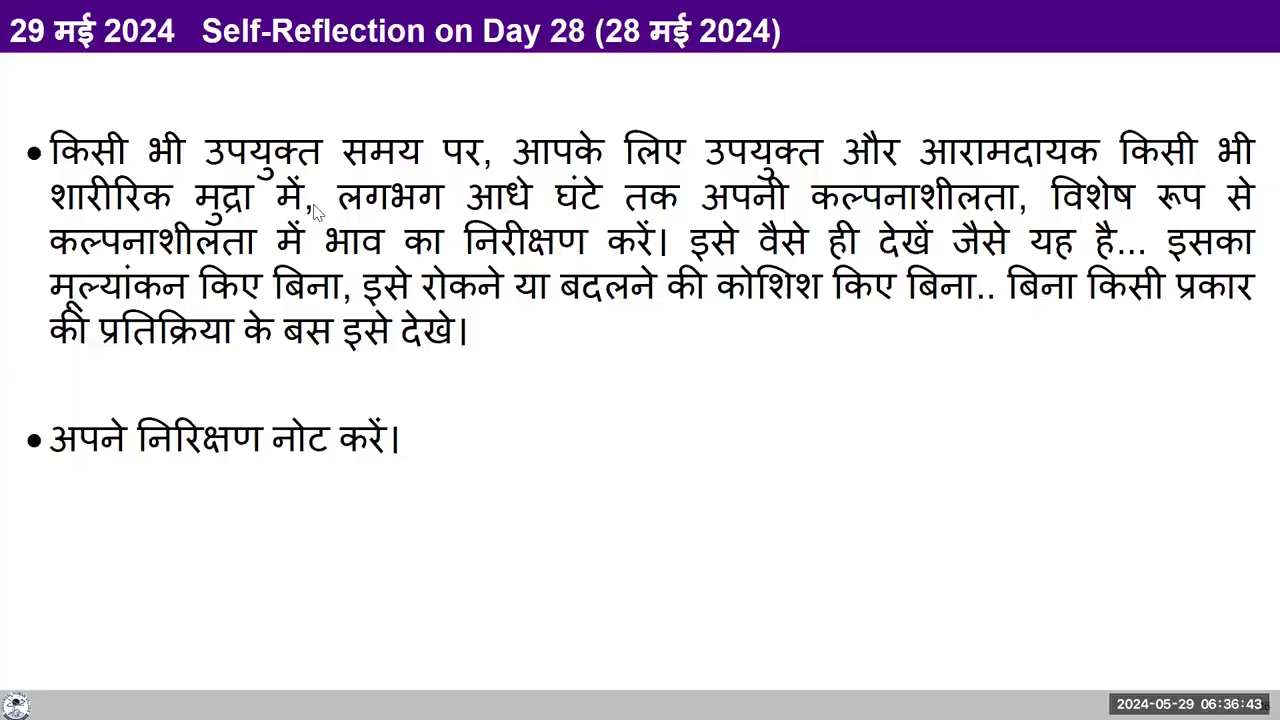 29 मई 2024 Self-Reflection on Day 28 (28 मई 2024)
• किसी भी उपयुक्त समय पर, आपके लिए उपयुक्त और आरामदायक किसी भी
शारीरिक मुद्रा में, लगभग आधे घंटे तक अपनी कल्पनाशीलता, विशेष रूप से
कल्पनाशीलता में भाव का निरीक्षण करें। इसे वैसे ही देखें जैसे यह है... इसका
मूल्यांकन किए बिना, इसे रोकने या बदलने की कोशिश किए बिना.. बिना किसी प्रकार
की प्रतिक्रिया के बस इसे देखे।
• अपने निरिक्षण नोट करें।
2024-05-29 06:36:43